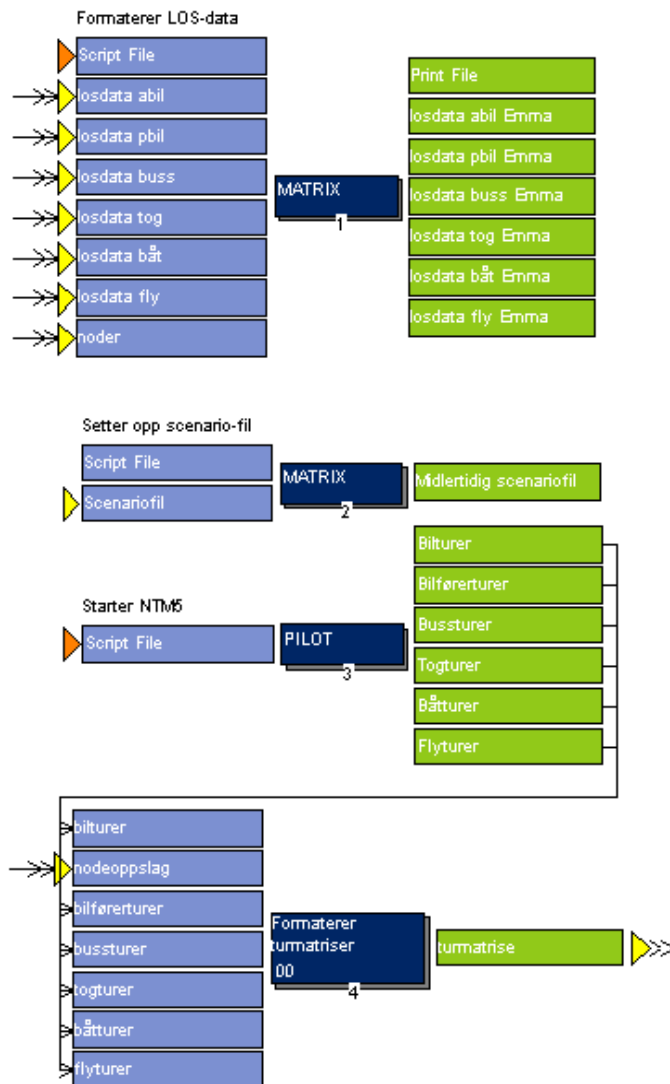 Formaterer LOS-data
Script File
losdata abil
losdata pbil
losdata buss
losdata tog
losdata båt
losdata fly
noder
MATRIX
1
Print File
losdata abil Emma
losdata pbil Emma
losdata buss Emma
losdata tog Emma
losdata båt Emma
losdata fly Emma
Setter opp scenario-fil
Script File
Scenariofil
MATRIX
2
Midlertidig scenariofil
Starter NTM5
Script File
PILOT
3
Bilturer
Bilførerturer
Bussturer
Togturer
Båtturer
Flyturer
bilturer
nodeoppslag
bilførerturer
bussturer
togturer
båtturer
flyturer
Formaterer
turmatriser
00
4
turmatrise